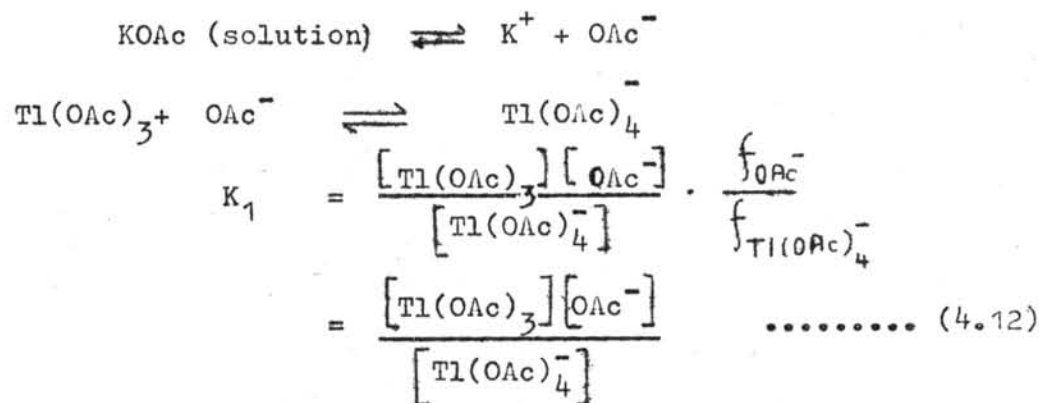 KOAc (solution) ⇌ K⁺ + OAc⁻
Tl(OAc)₃ + OAc⁻ ⇌ Tl(OAc)₄⁻
K₁ = [Tl(OAc)₃] [OAc⁻] / [Tl(OAc)₄⁻] · f_OAc⁻ / f_Tl(OAc)₄⁻
= [Tl(OAc)₃] [OAc⁻] / [Tl(OAc)₄⁻] ......... (4.12)